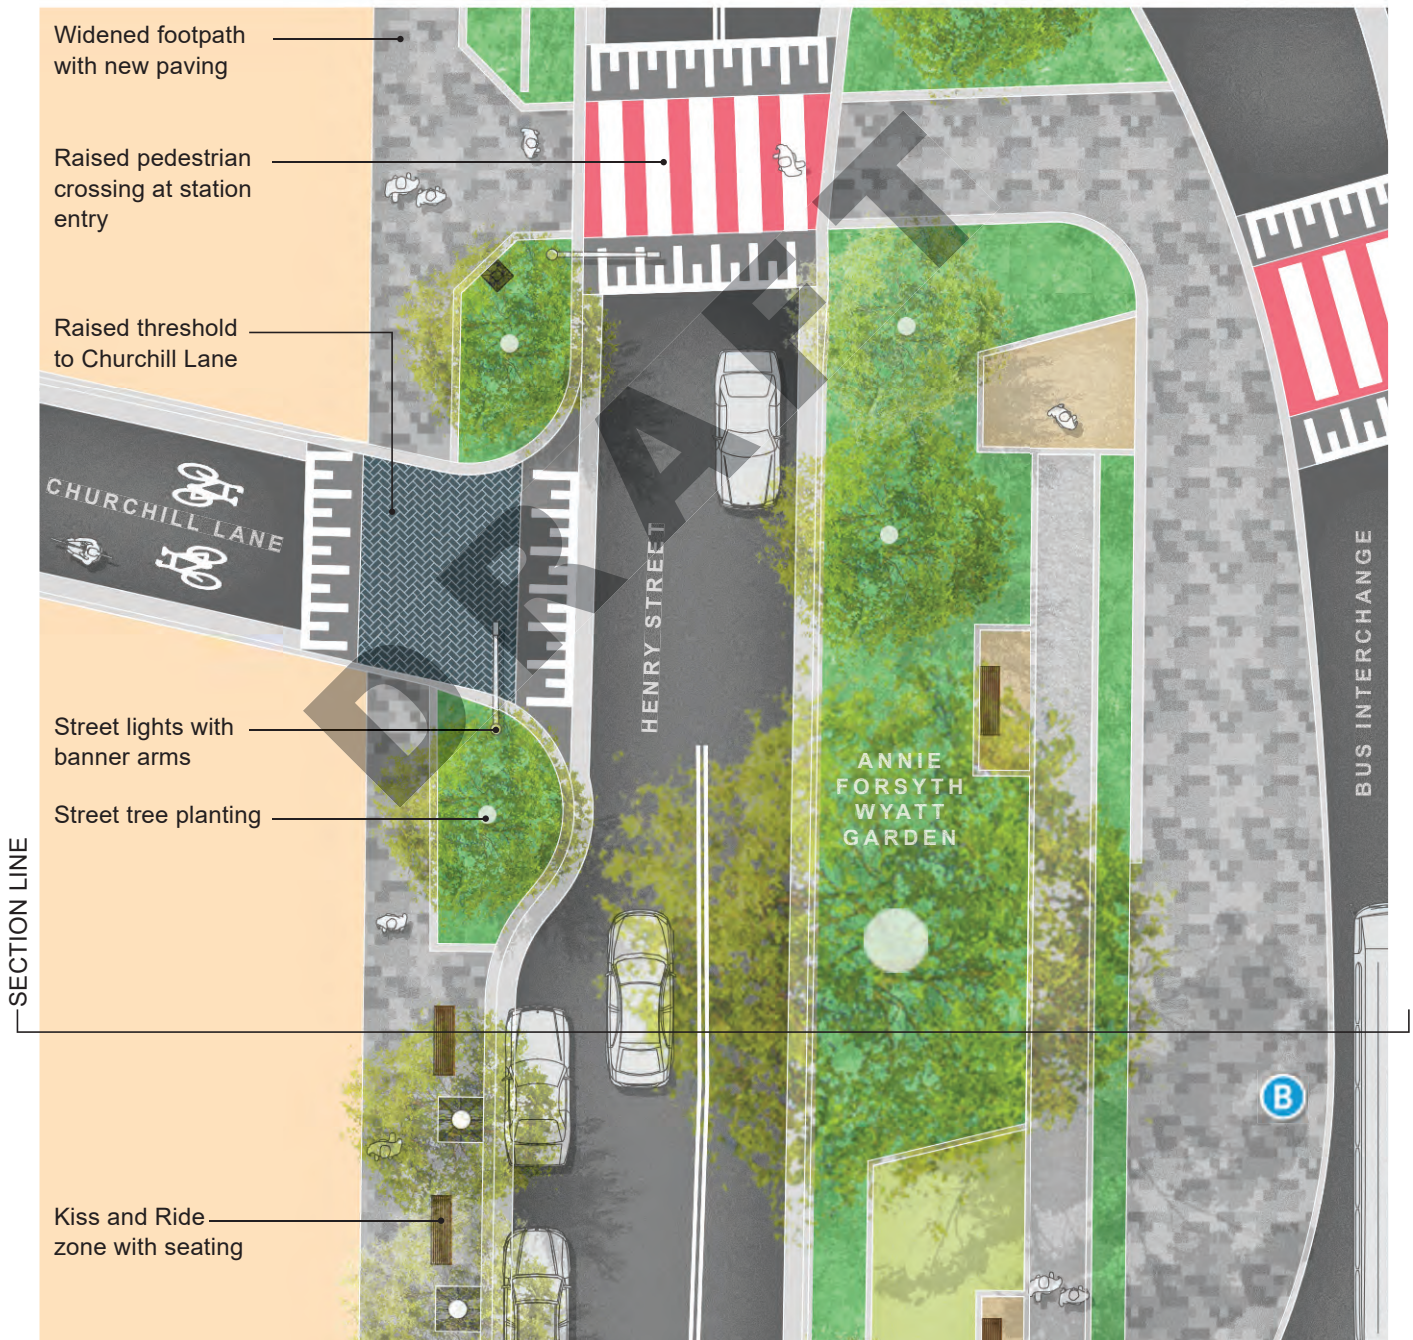 Widened footpath
with new paving
Raised pedestrian
crossing at station
entry
Raised threshold
to Churchill Lane
CHURCHILL LANE
HENRY STREET
BUS INTERCHANGE
Street lights with
banner arms
Street tree planting
ANNIE
FORSYTH
WYATT
GARDEN
SECTION LINE
B
Kiss and Ride
zone with seating
DRAFT